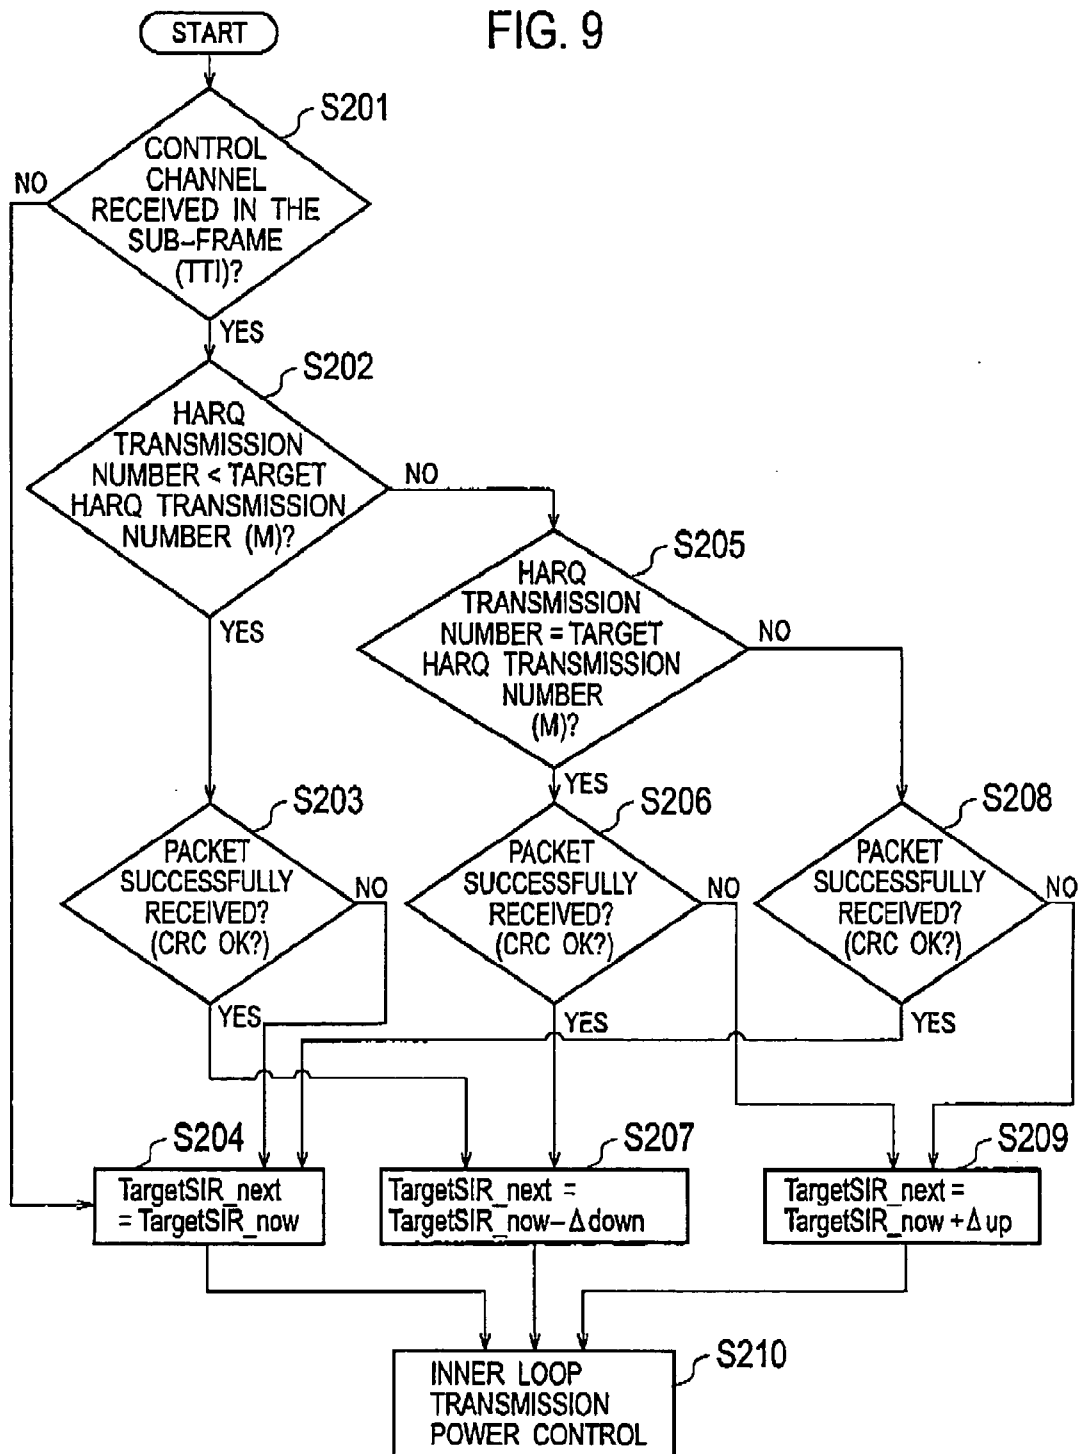 FIG. 9
START
S201
CONTROL
CHANNEL
RECEIVED IN THE
SUB-FRAME
(TTI)?
NO
YES
S202
HARQ
TRANSMISSION
NUMBER < TARGET
HARQ TRANSMISSION
NUMBER (M)?
NO
YES
S205
HARQ
TRANSMISSION
NUMBER = TARGET
HARQ TRANSMISSION
NUMBER
(M)?
NO
YES
S203
PACKET
SUCCESSFULLY
RECEIVED?
(CRC OK?)
NO
YES
S206
PACKET
SUCCESSFULLY
RECEIVED?
(CRC OK?)
NO
YES
S208
PACKET
SUCCESSFULLY
RECEIVED?
(CRC OK?)
NO
YES
S204
TargetSIR_next
= TargetSIR_now
S207
TargetSIR_next =
TargetSIR_now-Δdown
S209
TargetSIR_next =
TargetSIR_now+Δup
S210
INNER LOOP
TRANSMISSION
POWER CONTROL